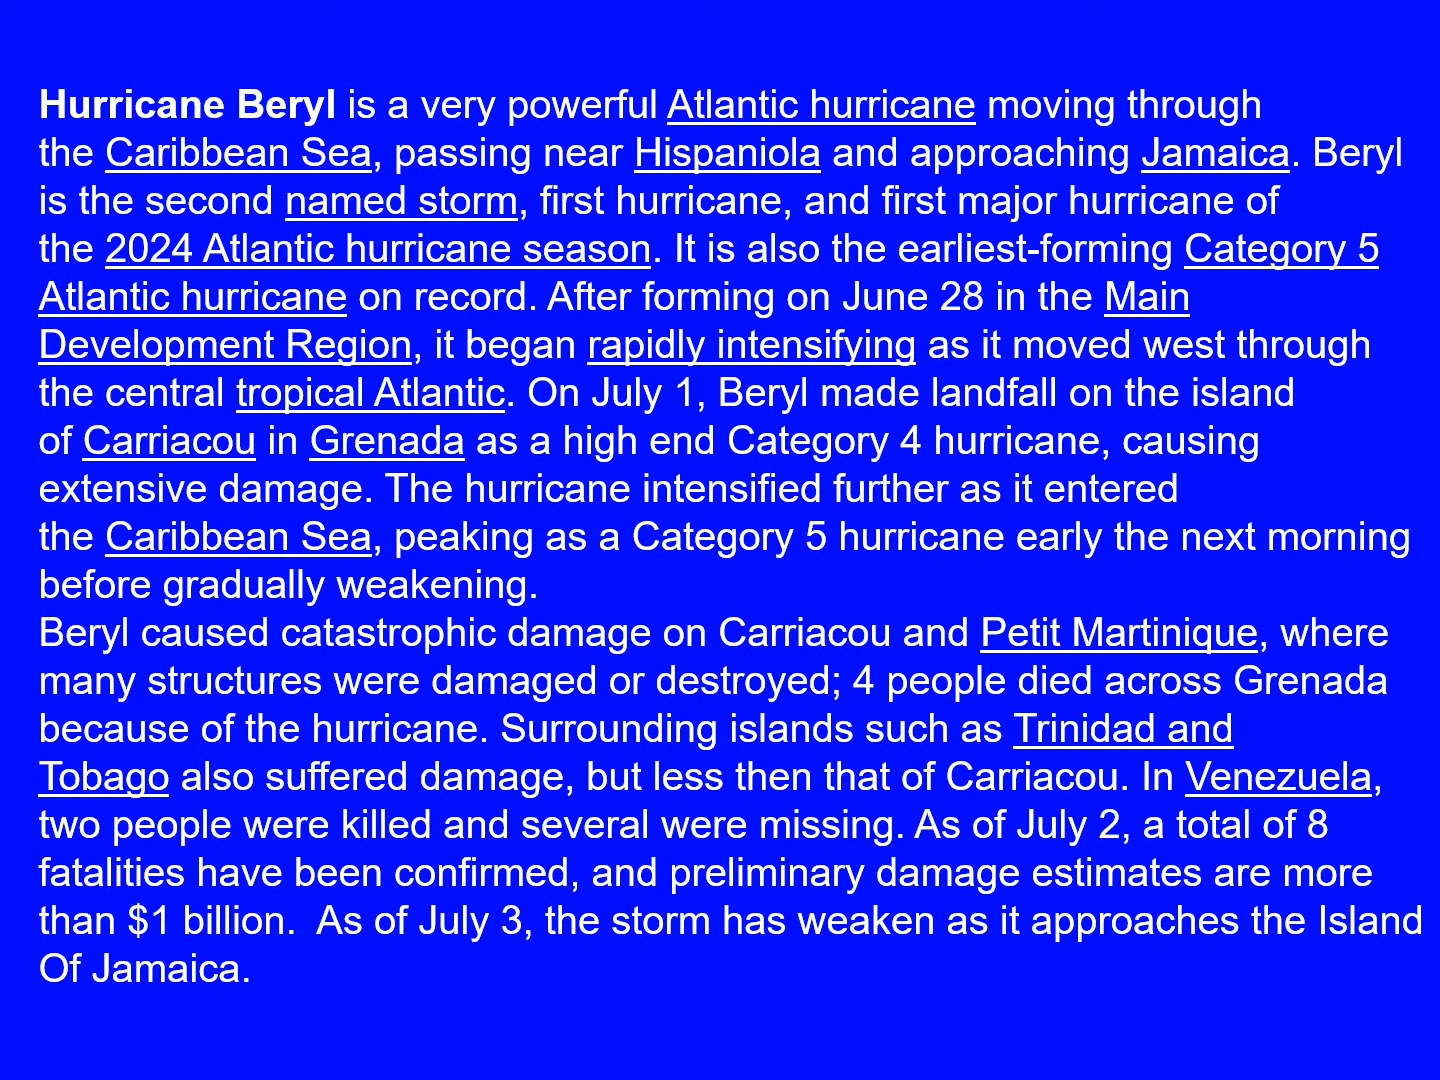 Hurricane Beryl is a very powerful Atlantic hurricane moving through
the Caribbean Sea, passing near Hispaniola and approaching Jamaica. Beryl
is the second named storm, first hurricane, and first major hurricane of
the 2024 Atlantic hurricane season. It is also the earliest-forming Category 5
Atlantic hurricane on record. After forming on June 28 in the Main
Development Region, it began rapidly intensifying as it moved west through
the central tropical Atlantic. On July 1, Beryl made landfall on the island
of Carriacou in Grenada as a high end Category 4 hurricane, causing
extensive damage. The hurricane intensified further as it entered
the Caribbean Sea, peaking as a Category 5 hurricane early the next morning
before gradually weakening.
Beryl caused catastrophic damage on Carriacou and Petit Martinique, where
many structures were damaged or destroyed; 4 people died across Grenada
because of the hurricane. Surrounding islands such as Trinidad and
Tobago also suffered damage, but less then that of Carriacou. In Venezuela,
two people were killed and several were missing. As of July 2, a total of 8
fatalities have been confirmed, and preliminary damage estimates are more
than $1 billion.  As of July 3, the storm has weaken as it approaches the Island
Of Jamaica.